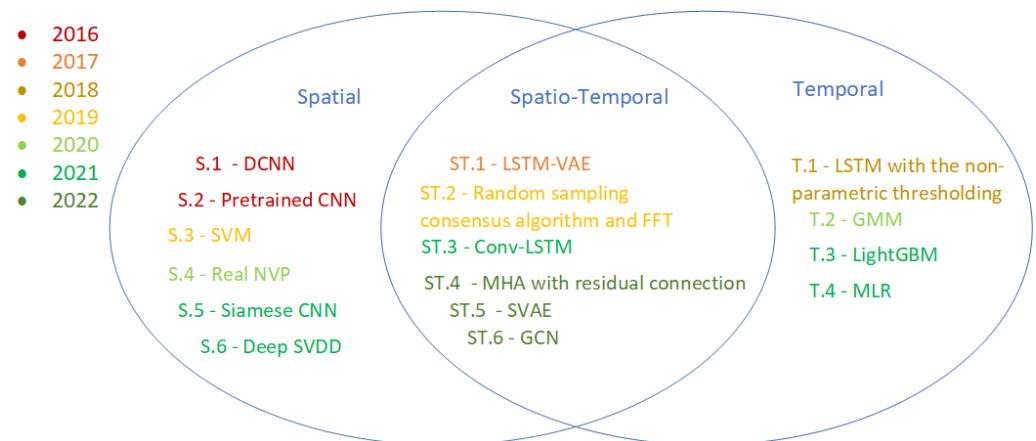 • 2016
• 2017
• 2018
• 2019
• 2020
• 2021
• 2022
Spatial
S.1 - DCNN
S.2 - Pretrained CNN
S.3 - SVM
S.4 - Real NVP
S.5 - Siamese CNN
S.6 - Deep SVDD
Spatio-Temporal
ST.1 - LSTM-VAE
ST.2 - Random sampling
consensus algorithm and FFT
ST.3 - Conv-LSTM
ST.4 - MHA with residual connection
ST.5 - SVAE
ST.6 - GCN
Temporal
T.1 - LSTM with the non-
parametric thresholding
T.2 - GMM
T.3 - LightGBM
T.4 - MLR